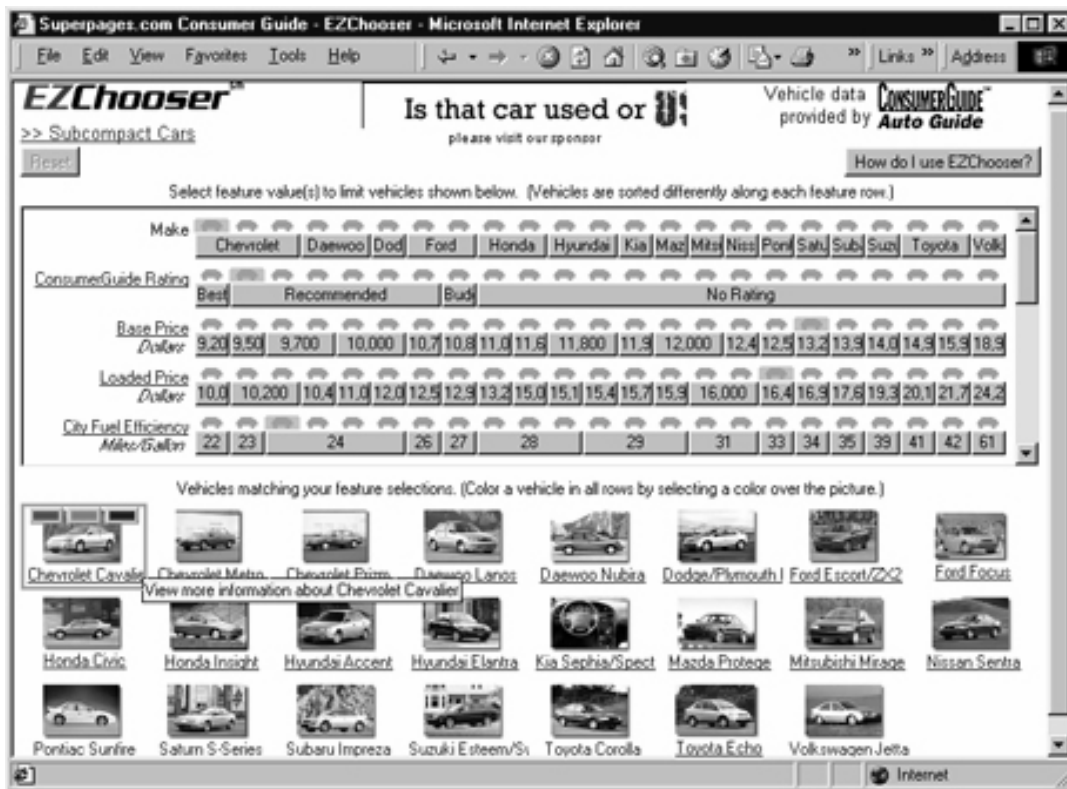 Superpages.com Consumer Guide - EZChooser - Microsoft Internet Explorer
File Edit View Favorites Tools Help » Links » Address
EZChooser℠
Is that car used or
please visit our sponsor
Vehicle data provided by CONSUMERGUIDE™ Auto Guide
>> Subcompact Cars
Reset
How do I use EZChooser?
Select feature value(s) to limit vehicles shown below. (Vehicles are sorted differently along each feature row.)
Make
Chevrolet Daewoo Dod Ford Honda Hyundai Kia Maz Mits Niss Pont Satu Sub Suzu Toyota Volk
ConsumerGuide Rating
Best Recommended Bud No Rating
Base Price
Dollars
9,20 9,50 9,700 10,000 10,7 10,8 11,0 11,6 11,800 11,9 12,000 12,4 12,5 13,2 13,9 14,0 14,9 15,9 18,9
Loaded Price
Dollars
10,0 10,200 10,4 11,0 12,0 12,5 12,9 13,2 15,0 15,1 15,4 15,7 15,9 16,000 16,4 16,9 17,6 19,3 20,1 21,7 24,2
City Fuel Efficiency
Miles/Gallon
22 23 24 26 27 28 29 31 33 34 35 39 41 42 61
Vehicles matching your feature selections. (Color a vehicle in all rows by selecting a color over the picture.)
Chevrolet Cavalie Chevrolet Metro Chevrolet Prizm Daewoo Lanos Daewoo Nubira Dodge/Plymouth Ford Escort/ZX2 Ford Focus
View more information about Chevrolet Cavalier
Honda Civic Honda Insight Hyundai Accent Hyundai Elantra Kia Sephia/Spect Mazda Protege Mitsubishi Mirage Nissan Sentra
Pontiac Sunfire Saturn S-Series Subaru Impreza Suzuki Esteem/S Toyota Corolla Toyota Echo Volkswagen Jetta
Internet